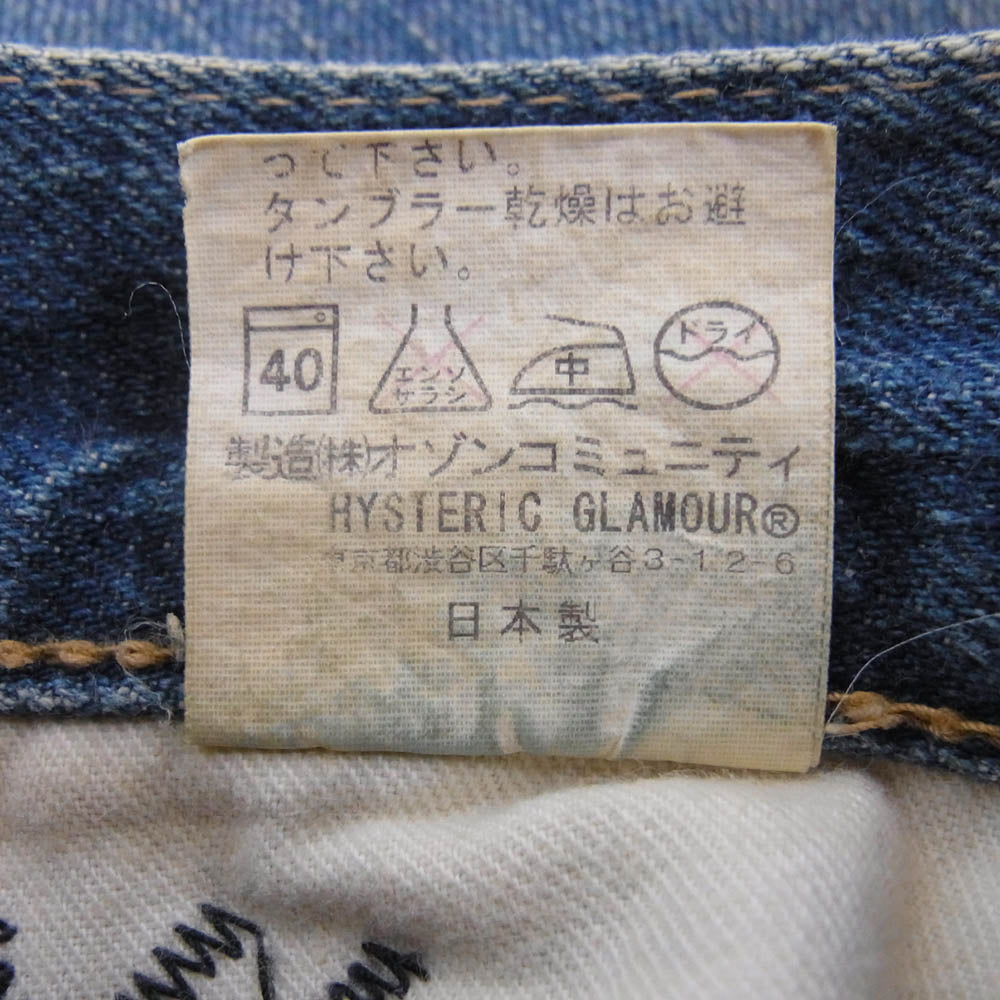 って下さい。
タンブラー乾燥はお避
け下さい。
40 エンソ サラシ 中 ドライ
製造(株)オゾンコミュニティ
HYSTERIC GLAMOUR®
東京都渋谷区千駄ヶ谷3-12-6
日本製